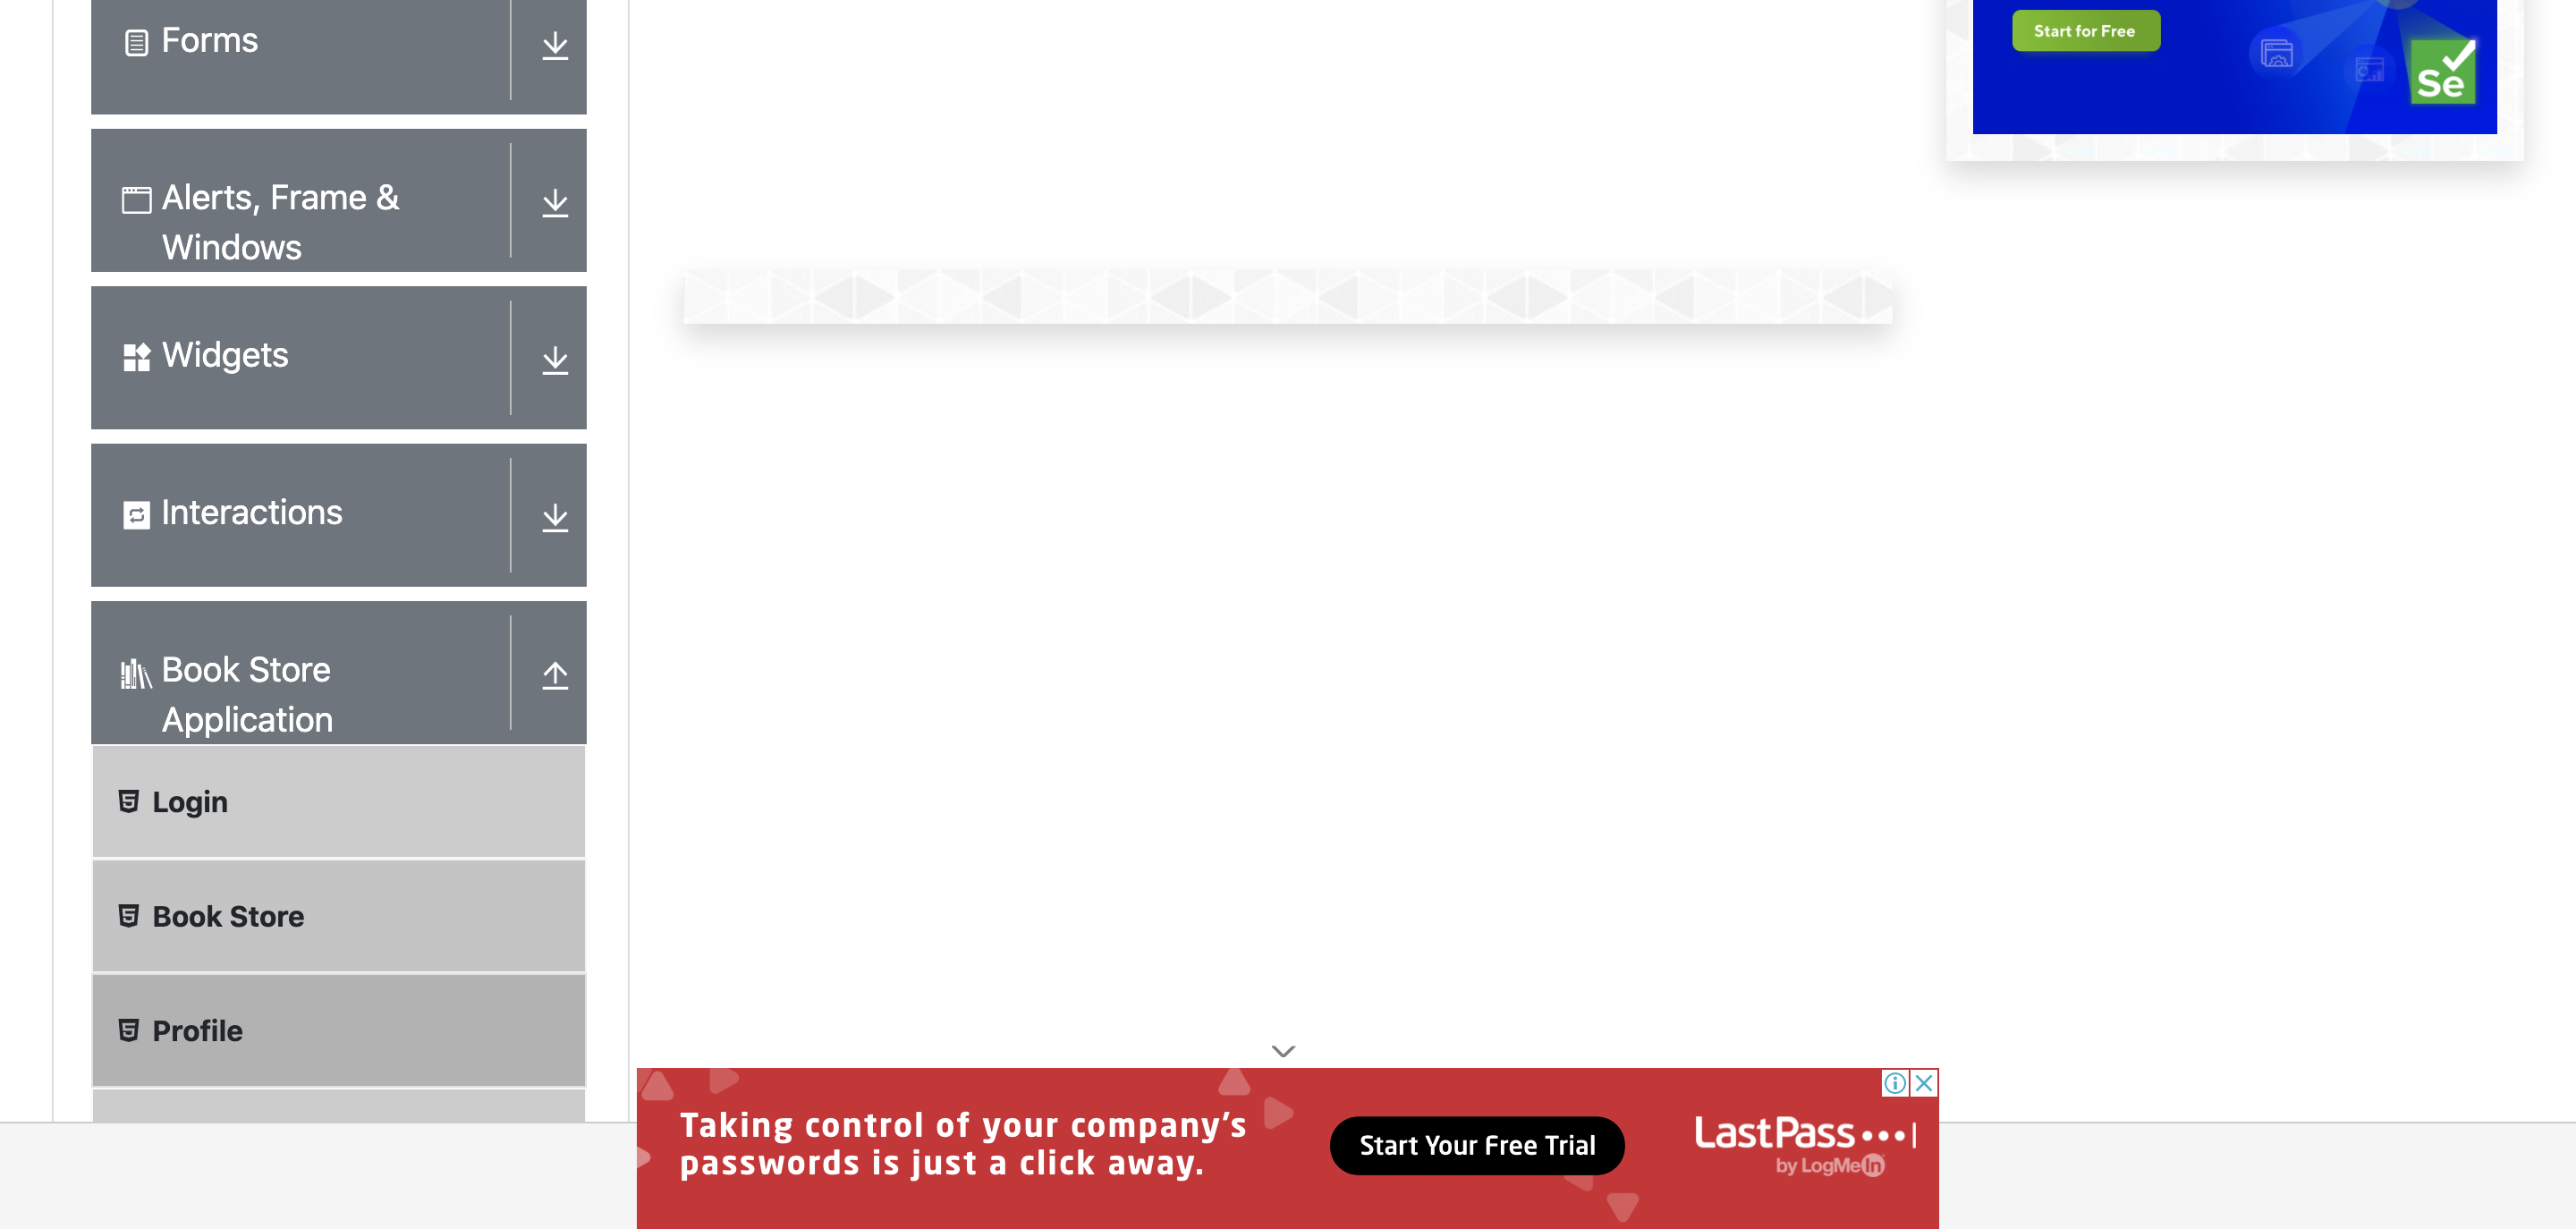 Forms
Alerts, Frame &
Windows
Widgets
Interactions
Book Store
Application
Login
Book Store
Profile
Start for Free
Se
Taking control of your company's
passwords is just a click away.
Start Your Free Trial
LastPass
by LogMeIn